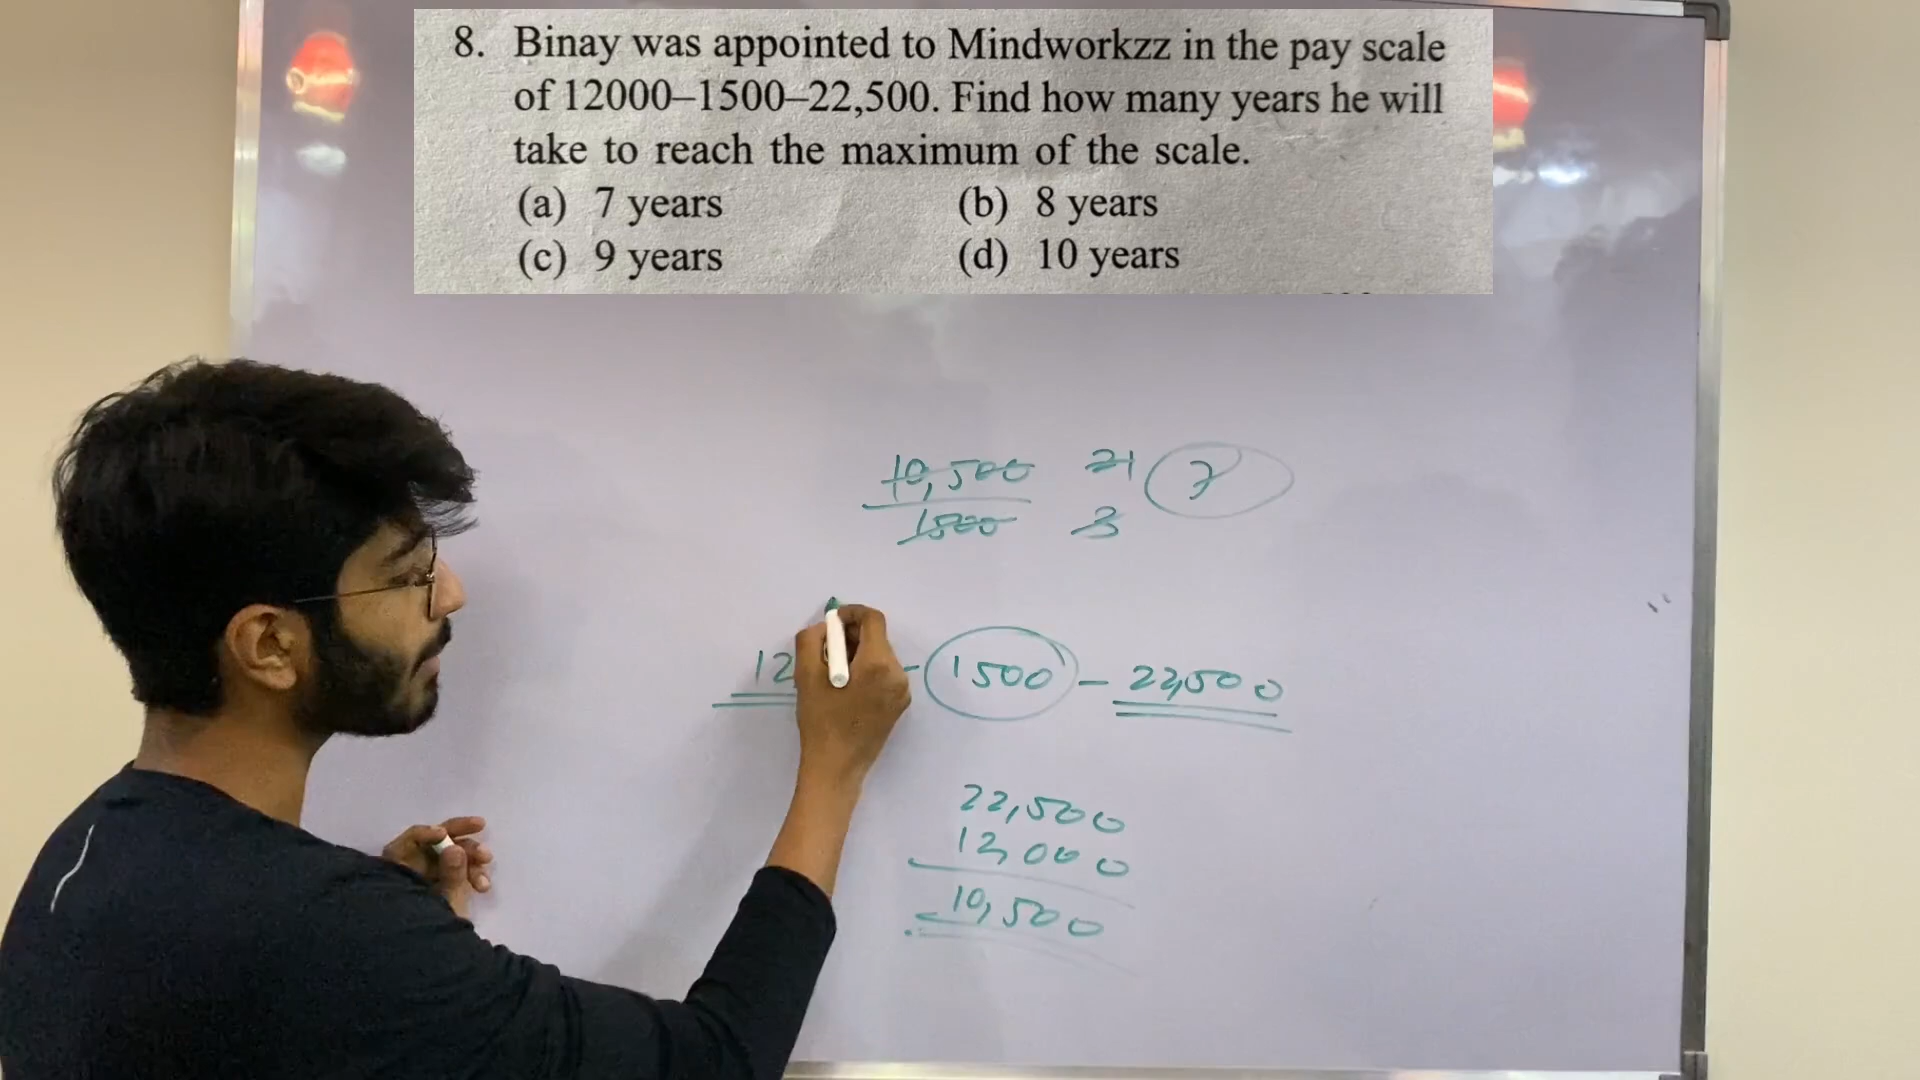 8. Binay was appointed to Mindworkzz in the pay scale
of 12000–1500–22,500. Find how many years he will
take to reach the maximum of the scale.
(a) 7 years (b) 8 years
(c) 9 years (d) 10 years
10,500 21 7
1500 3
12 - 1500 - 22,500
22,500
12,000
10,500